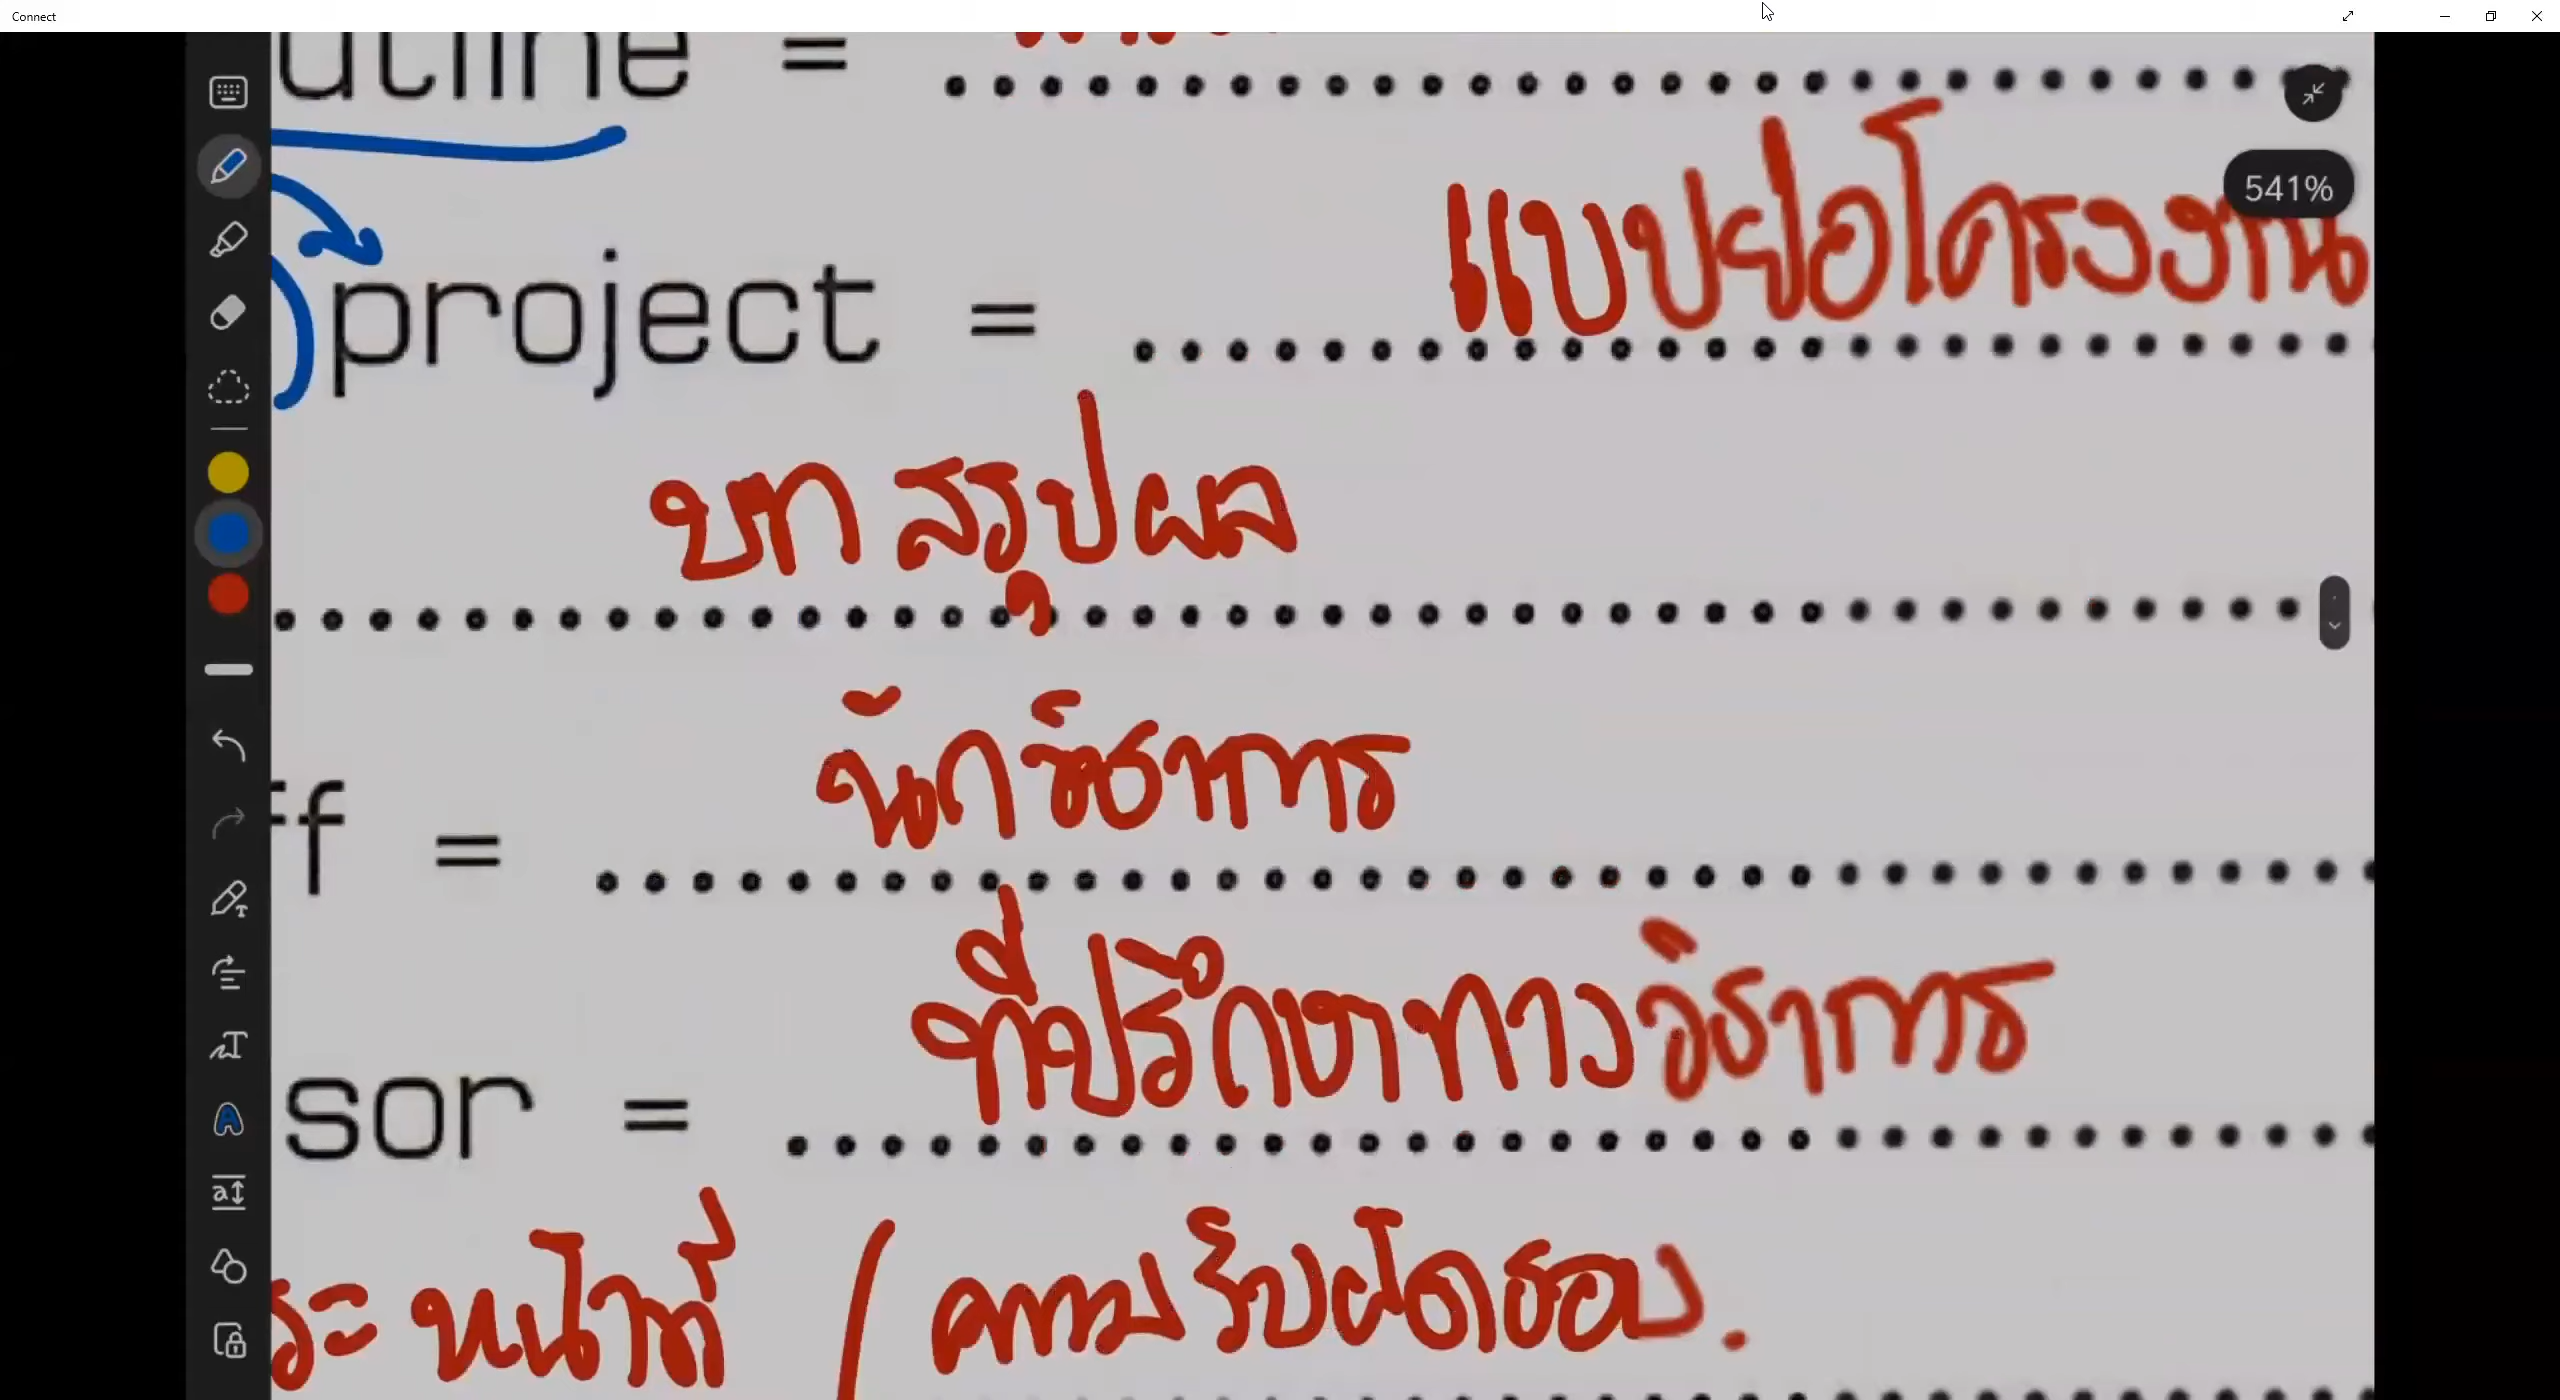 Connect
utline =
541%
แบบย่อโครงงาน
project =
บทสรุปผล
นักวิชาการ
ff =
ที่ปรึกษาทางวิชาการ
sor =
ระหน้าที่ / ความรับผิดชอบ.